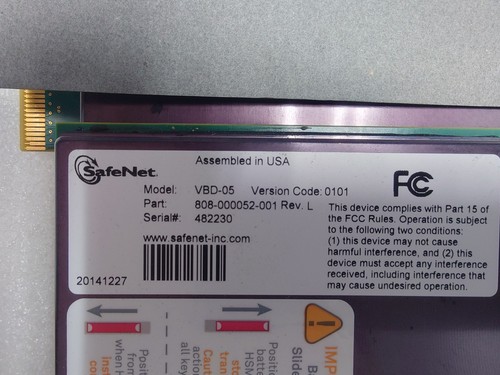 SafeNet
Assembled in USA
Model: VBD-05 Version Code: 0101
Part: 808-000052-001 Rev. L
Serial#: 482230
www.safenet-inc.com
20141227
FC
This device complies with Part 15 of
the FCC Rules. Operation is subject
to the following two conditions:
(1) this device may not cause
harmful interference, and (2) this
device must accept any interference
received, including interference that
may cause undesired operation.